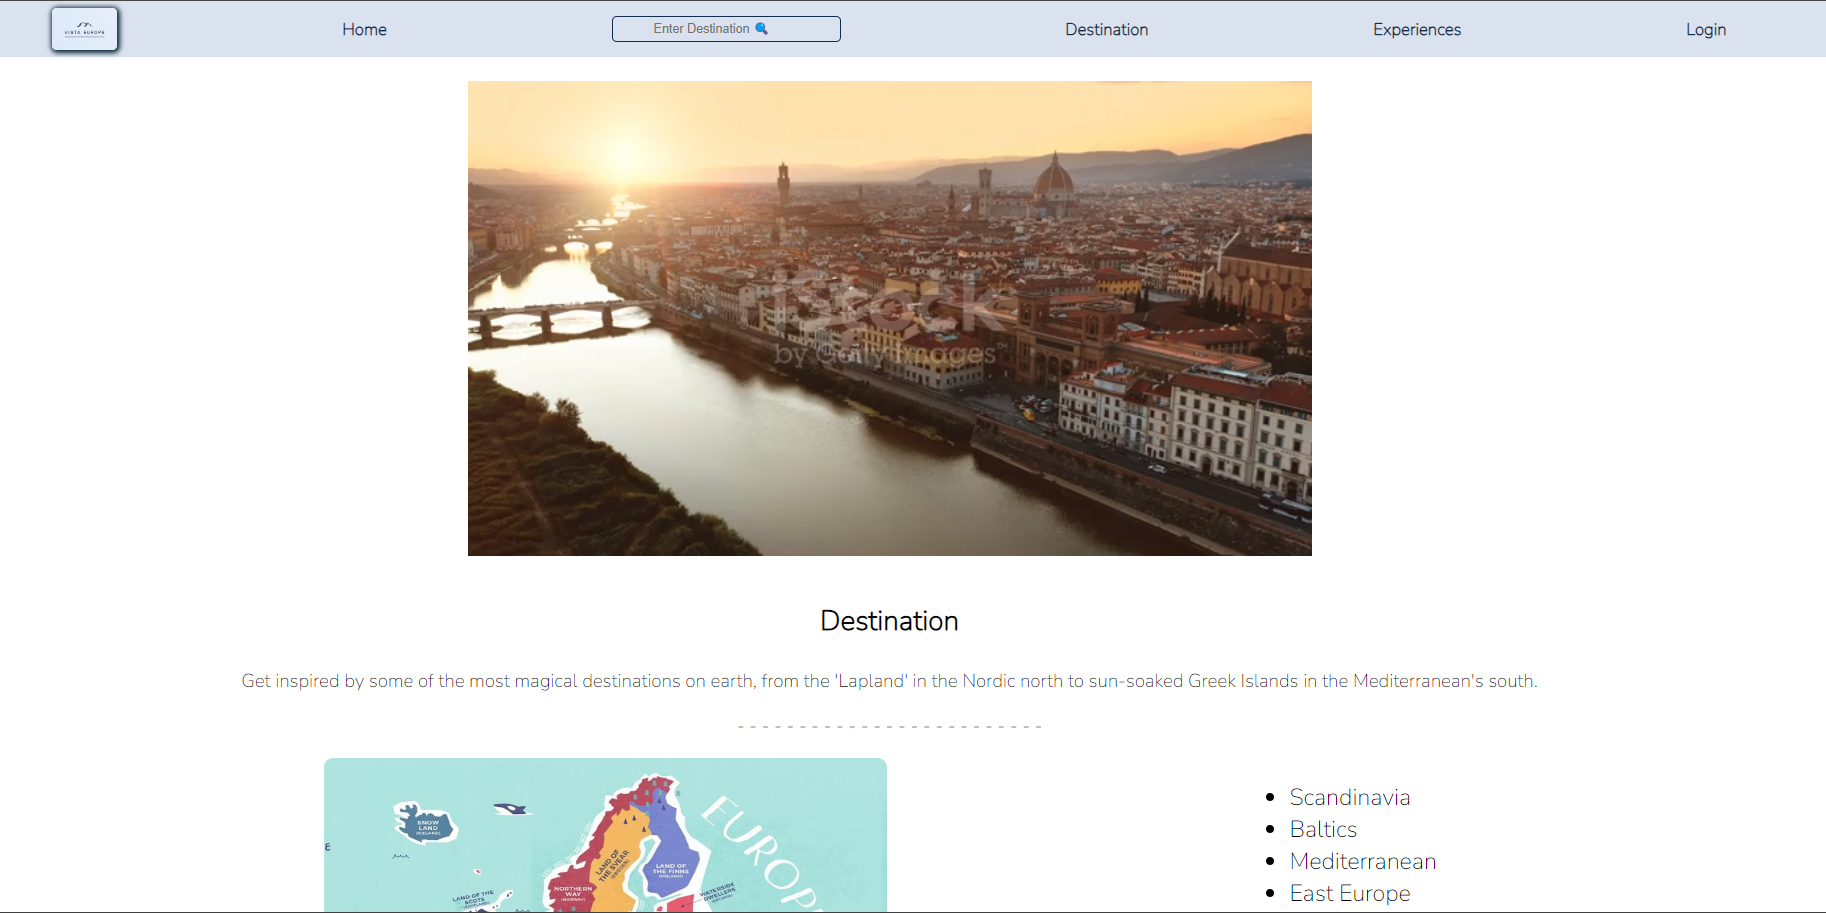 VISTA EUROPE
Home
Enter Destination
Destination
Experiences
Login
iStock
by Getty Images™
Destination
Get inspired by some of the most magical destinations on earth, from the 'Lapland' in the Nordic north to sun-soaked Greek Islands in the Mediterranean's south.
SNOW
LAND
(ICELAND)
EUROP
LAND OF
THE SVEAR
(SWEDEN)
LAND OF
THE FINNS
(FINLAND)
NORTHERN
WAY
(NORWAY)
WATERSIDE
DWELLERS
(ESTONIA)
LAND OF THE
SCOTS
(SCOTLAND)
Scandinavia
Baltics
Mediterranean
East Europe